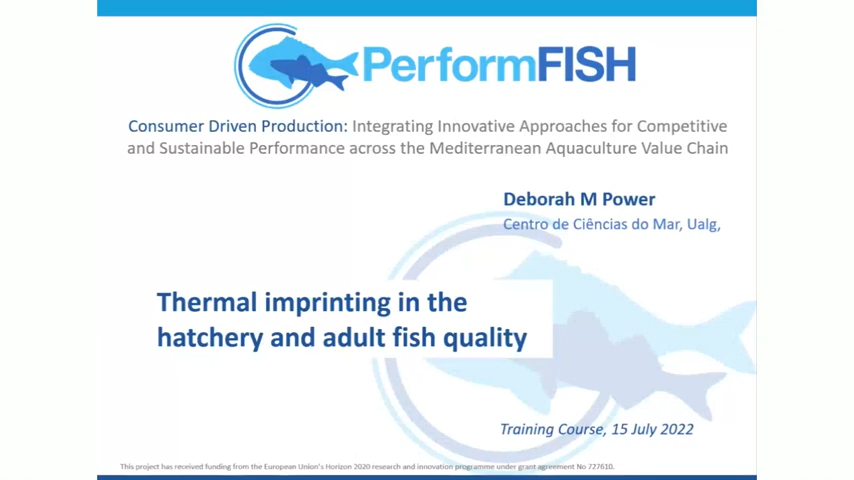 PerformFISH
Consumer Driven Production: Integrating Innovative Approaches for Competitive
and Sustainable Performance across the Mediterranean Aquaculture Value Chain
Deborah M Power
Centro de Ciências do Mar, Ualg,
Thermal imprinting in the
hatchery and adult fish quality
Training Course, 15 July 2022
This project has received funding from the European Union's Horizon 2020 research and innovation programme under grant agreement No 727610.